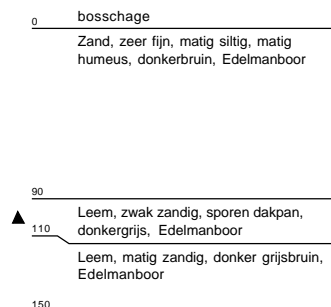 bosschage
0
Zand, zeer fijn, matig siltig, matig
humeus, donkerbruin, Edelmanboor
90
Leem, zwak zandig, sporen dakpan,
110
donkergrijs, Edelmanboor
Leem, matig zandig, donker grijsbruin,
Edelmanboor
150